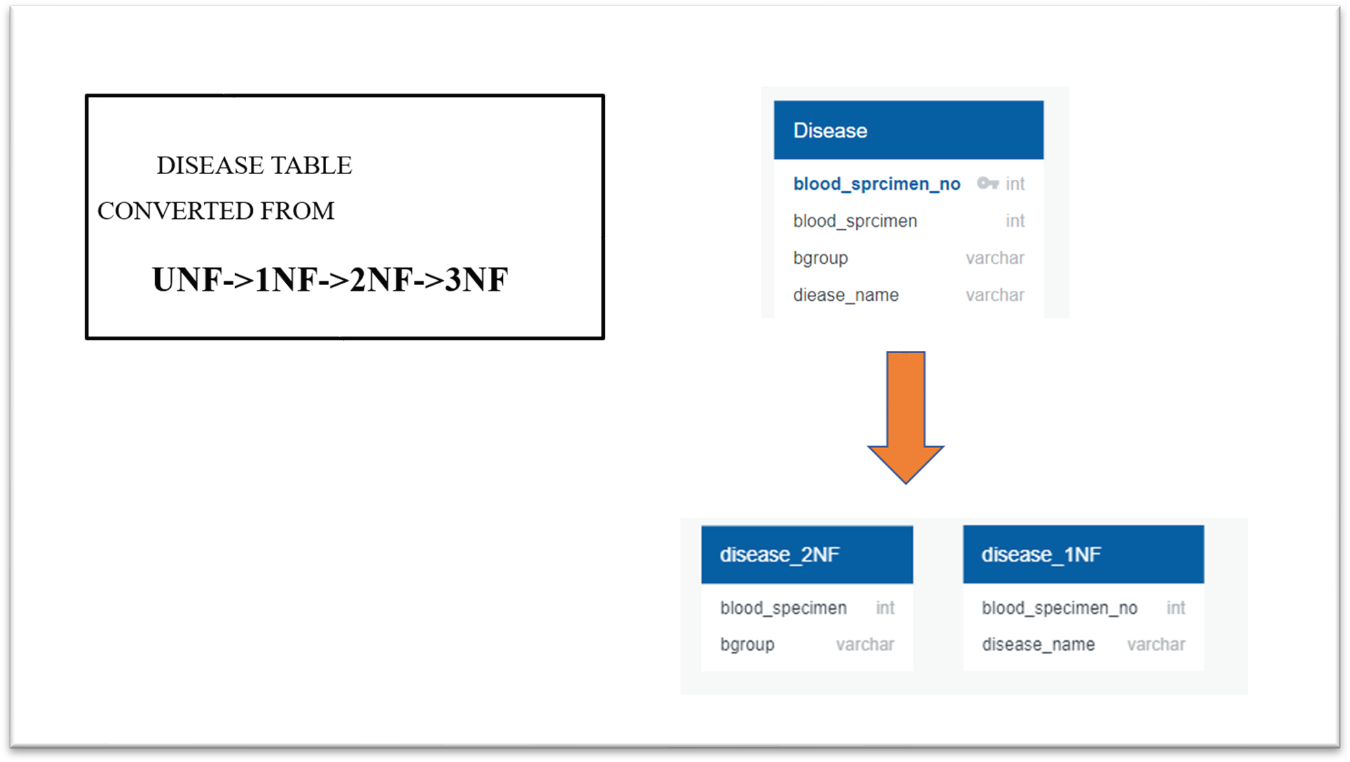 DISEASE TABLE
CONVERTED FROM
UNF->1NF->2NF->3NF
Disease
blood_sprcimen_no int
blood_sprcimen int
bgroup varchar
diease_name varchar
disease_2NF
blood_specimen int
bgroup varchar
disease_1NF
blood_specimen_no int
disease_name varchar